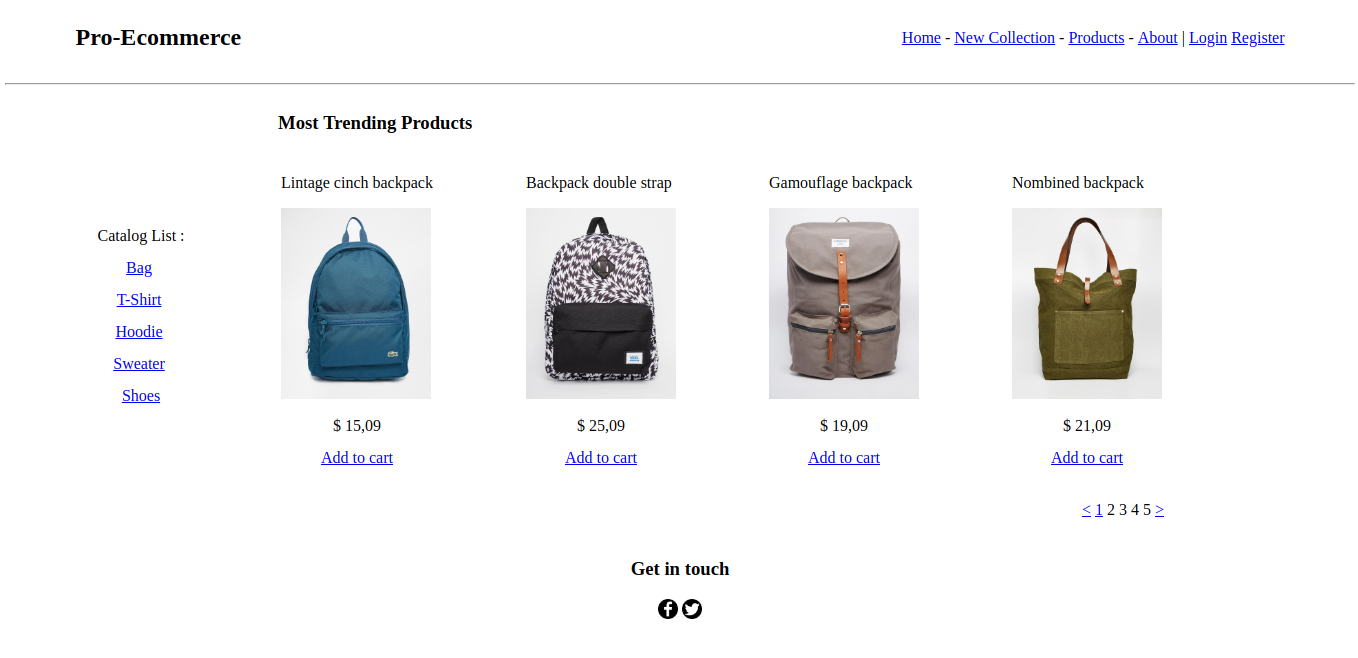 Pro-Ecommerce
Home - New Collection - Products - About | Login Register
Most Trending Products
Catalog List :
Bag
T-Shirt
Hoodie
Sweater
Shoes
Lintage cinch backpack
Backpack double strap
Gamouflage backpack
Nombined backpack
$ 15,09
$ 25,09
$ 19,09
$ 21,09
Add to cart
Add to cart
Add to cart
Add to cart
< 1 2 3 4 5 >
Get in touch